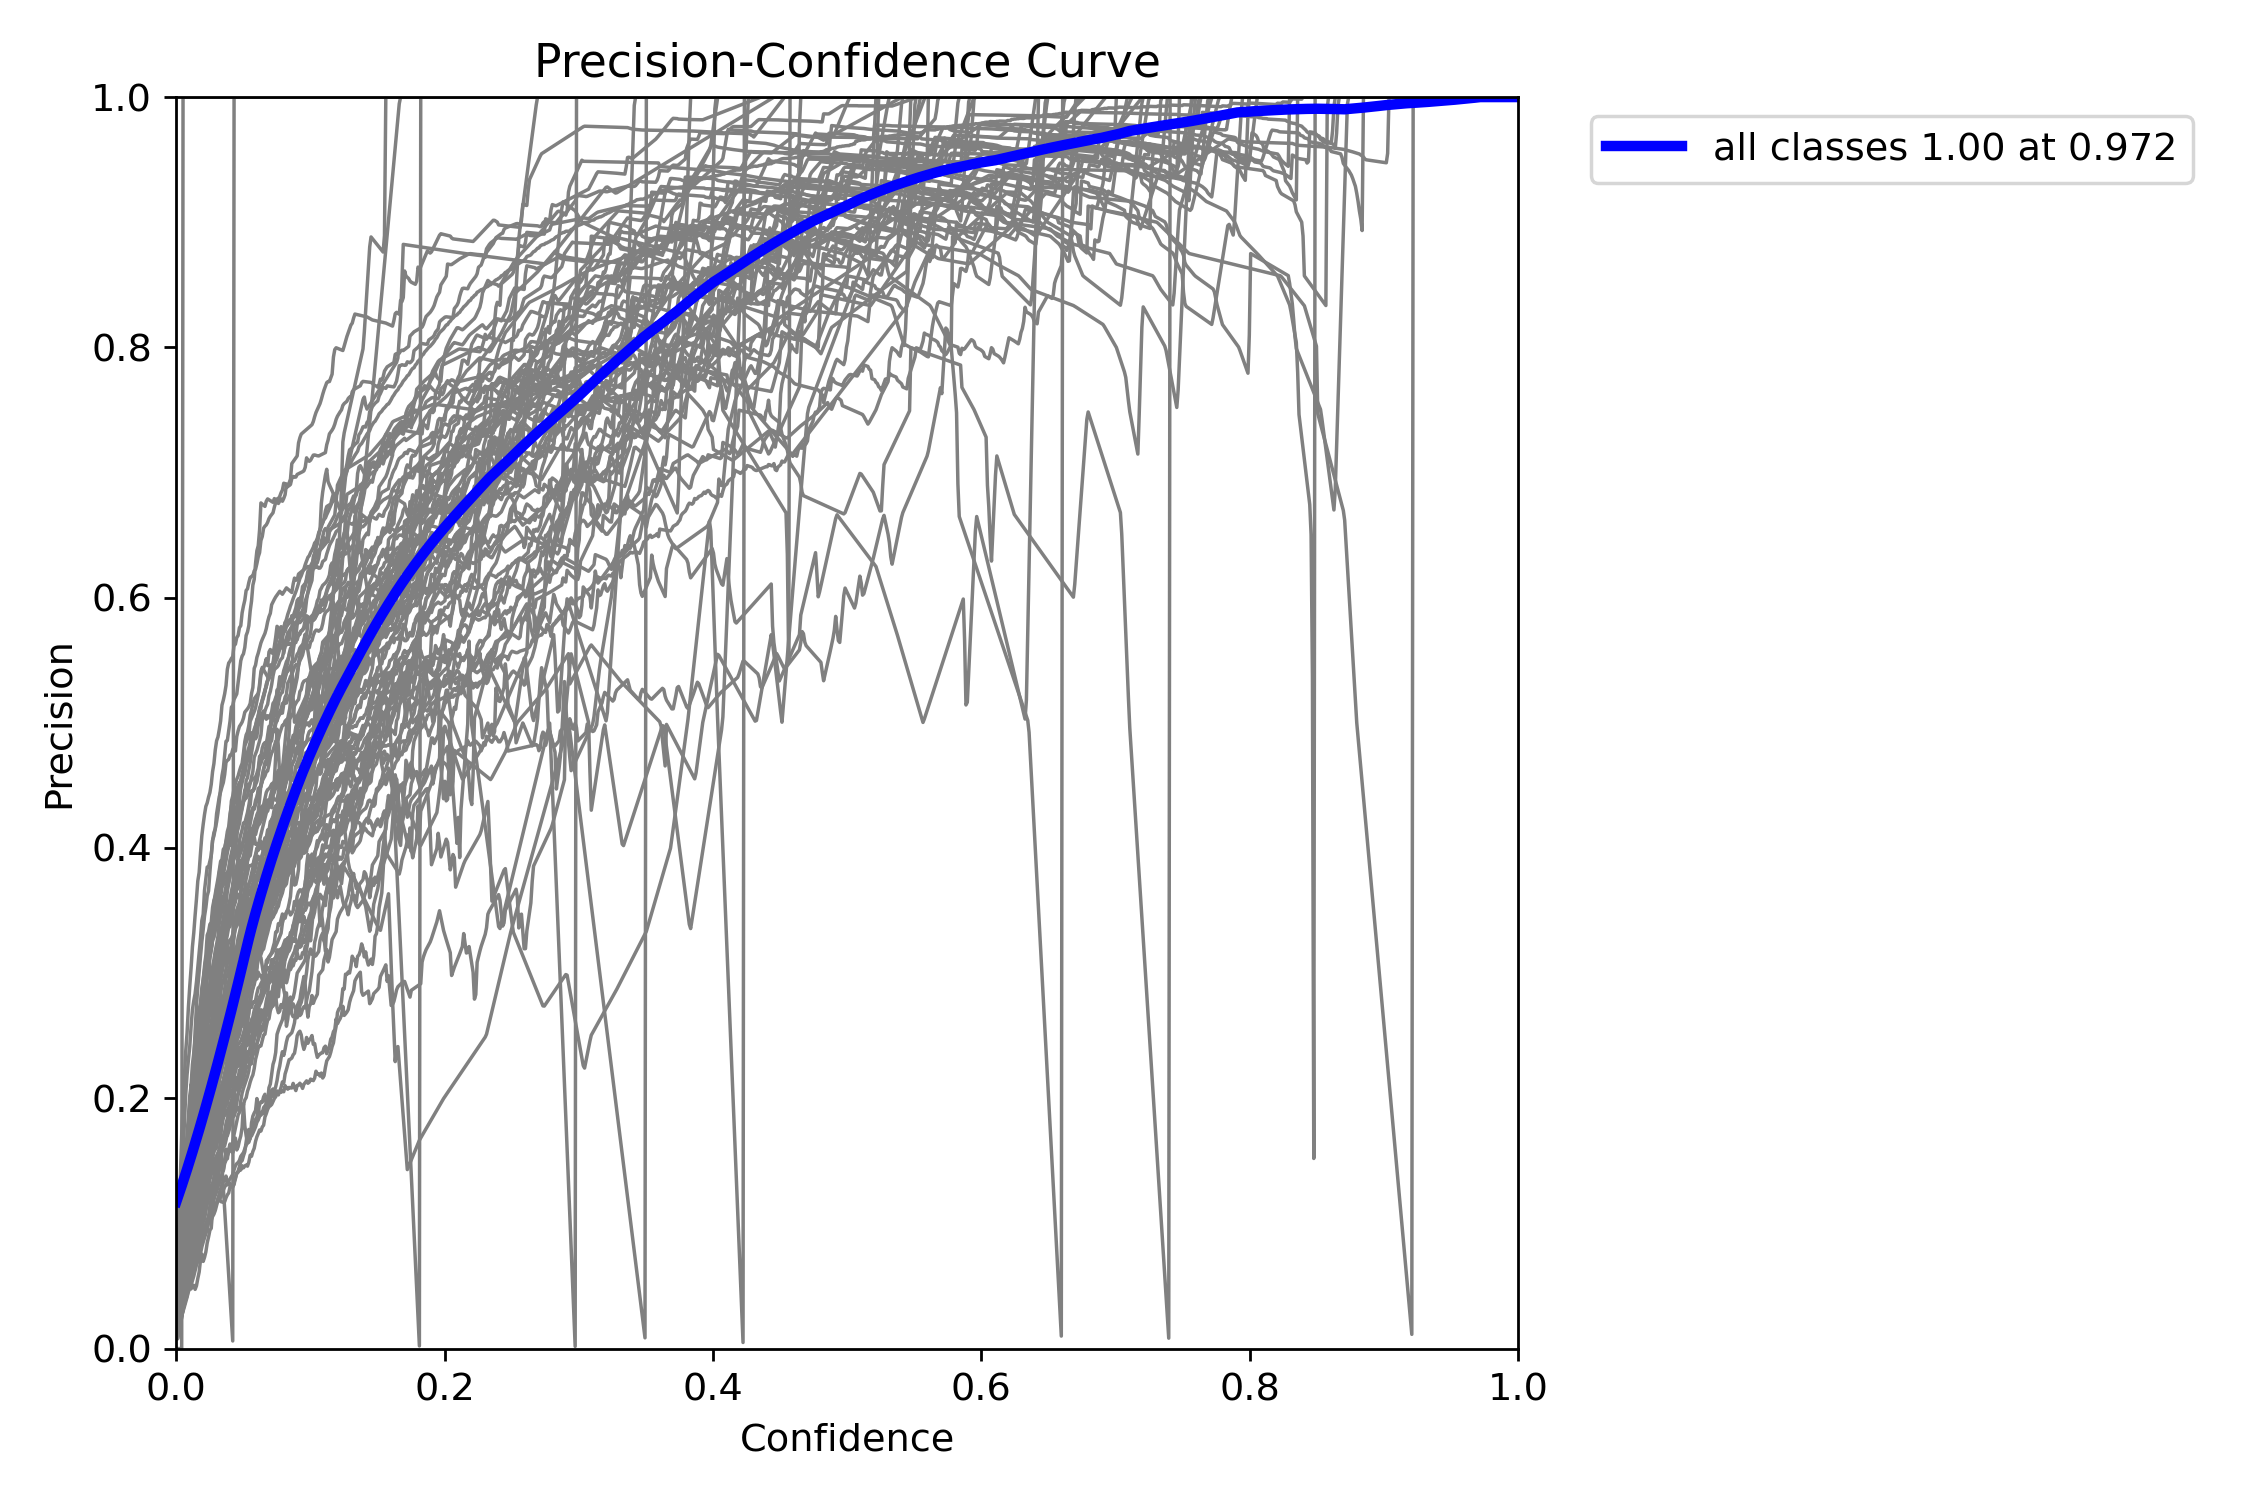 Precision-Confidence Curve
all classes 1.00 at 0.972
Precision
1.0
0.8
0.6
0.4
0.2
0.0
0.0 0.2 0.4 0.6 0.8 1.0
Confidence